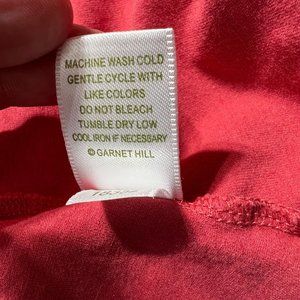 MACHINE WASH COLD
GENTLE CYCLE WITH
LIKE COLORS
DO NOT BLEACH
TUMBLE DRY LOW
COOL IRON IF NECESSARY
© GARNET HILL